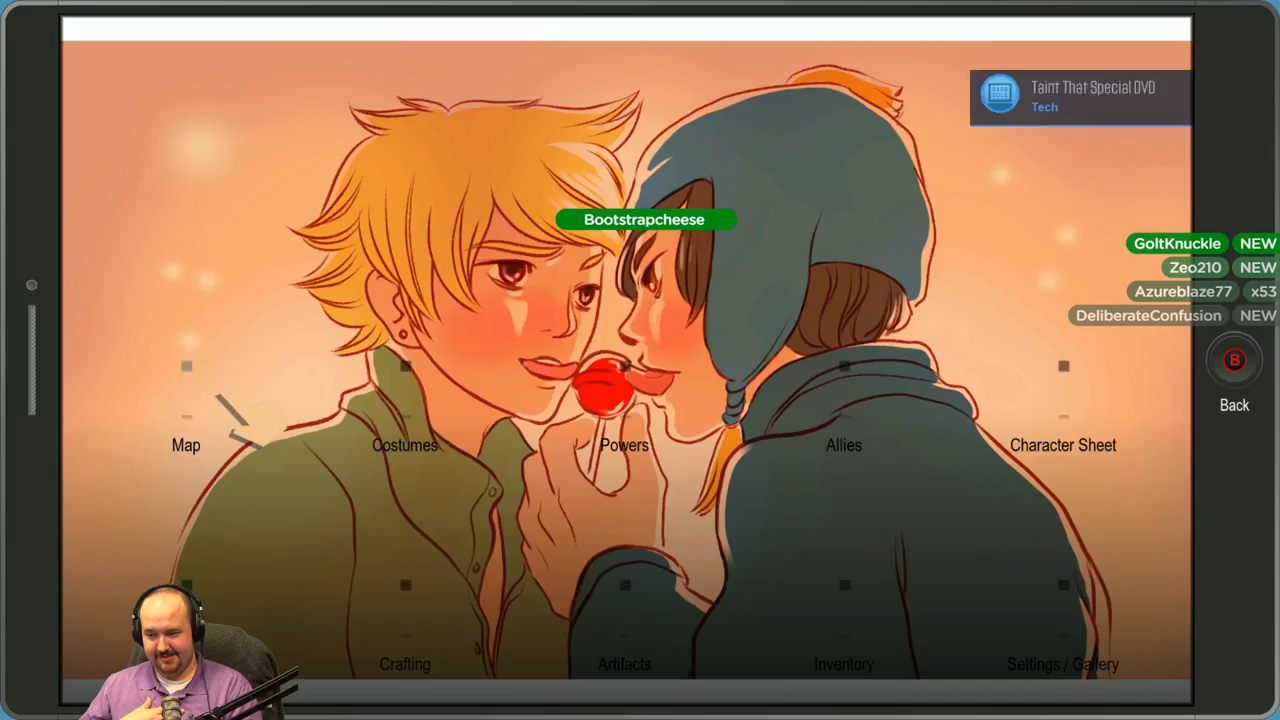 Taint That Special DVD
Tech
Bootstrapcheese
GoltKnuckle NEW
Zeo210 NEW
Azureblaze77 x53
DeliberateConfusion NEW
B
Back
Map
Costumes
Powers
Allies
Character Sheet
Crafting
Artifacts
Inventory
Settings / Gallery